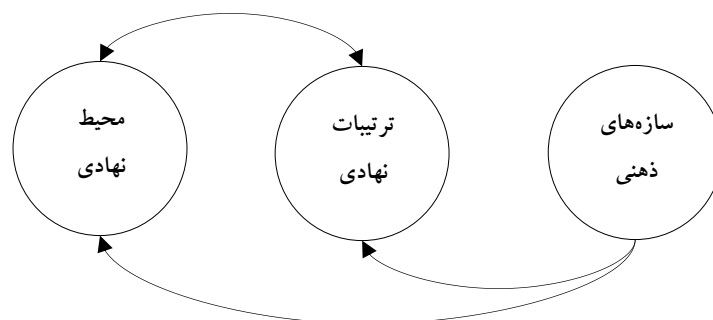 سازه‌های
ذهنی
ترتیبات
نهادی
محیط
نهادی